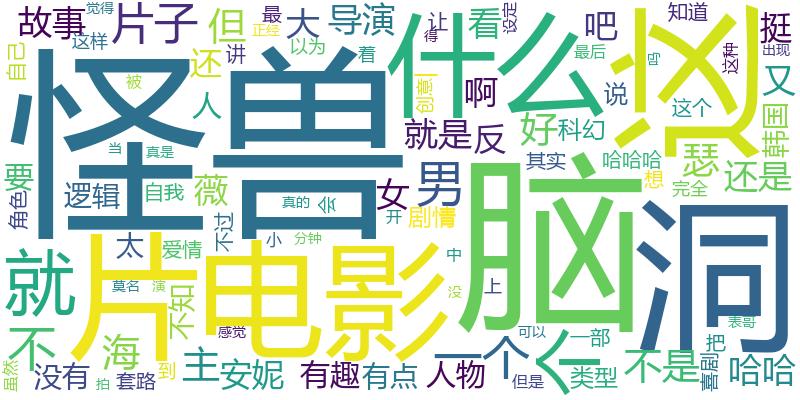 觉得 最 大 导演 让 看 设定 吧 知道 挺
故事 片子 但 正经 得 最后 出现
这样 讲 以为 着 什么 这 这种 又
自己 还 创意 啊 说
怪兽 人 就是 反 好 科幻 这个 韩国
被 哈哈哈
要 当 真是 其实 瑟 想 还是
角色 逻辑 自我 薇 女 男 完全
真的 会 开 剧情 脑洞
太 不过 小 分钟
就 片 电影 爱情 中
莫名 演 不知 没 上
不 海 感觉 一个 可以 个 表哥
虽然 没有 到 主 一部 不是 把
拍 套路 安妮 有趣 有点 人物 但是 类型 喜剧 哈哈